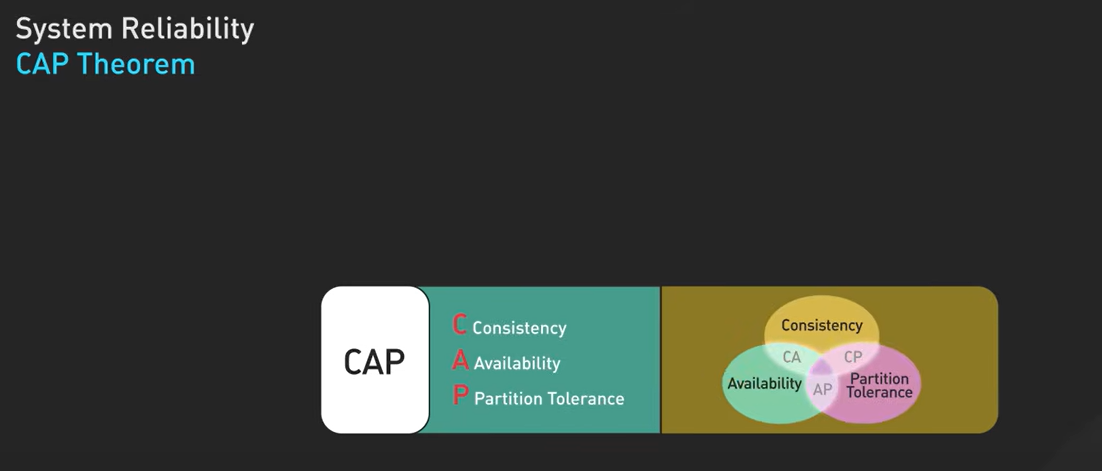 System Reliability
CAP Theorem
CAP
C Consistency
A Availability
P Partition Tolerance
Consistency
CA
CP
Availability
AP
Partition
Tolerance